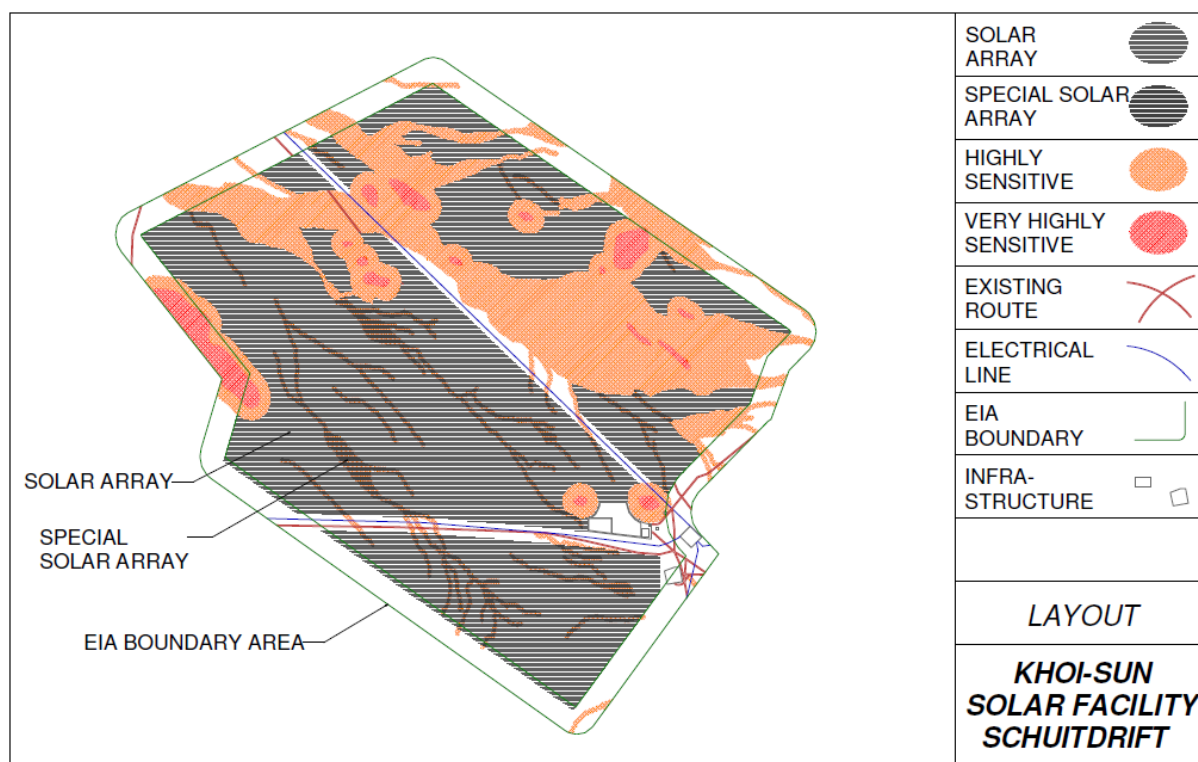 SOLAR ARRAY
SPECIAL
SOLAR ARRAY
EIA BOUNDARY AREA
SOLAR
ARRAY
SPECIAL SOLAR
ARRAY
HIGHLY
SENSITIVE
VERY HIGHLY
SENSITIVE
EXISTING
ROUTE
ELECTRICAL
LINE
EIA
BOUNDARY
INFRA-
STRUCTURE
LAYOUT
KHOI-SUN
SOLAR FACILITY
SCHUITDRIFT